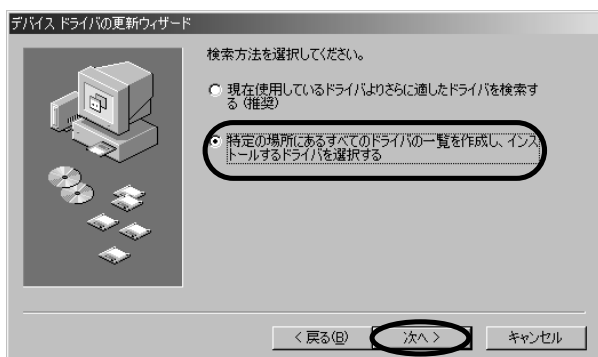 デバイス ドライバの更新ウィザード
検索方法を選択してください。
現在使用しているドライバよりさらに適したドライバを検索す
る (推奨)
特定の場所にあるすべてのドライバの一覧を作成し、インス
トールするドライバを選択する
< 戻る(B) 次へ > キャンセル